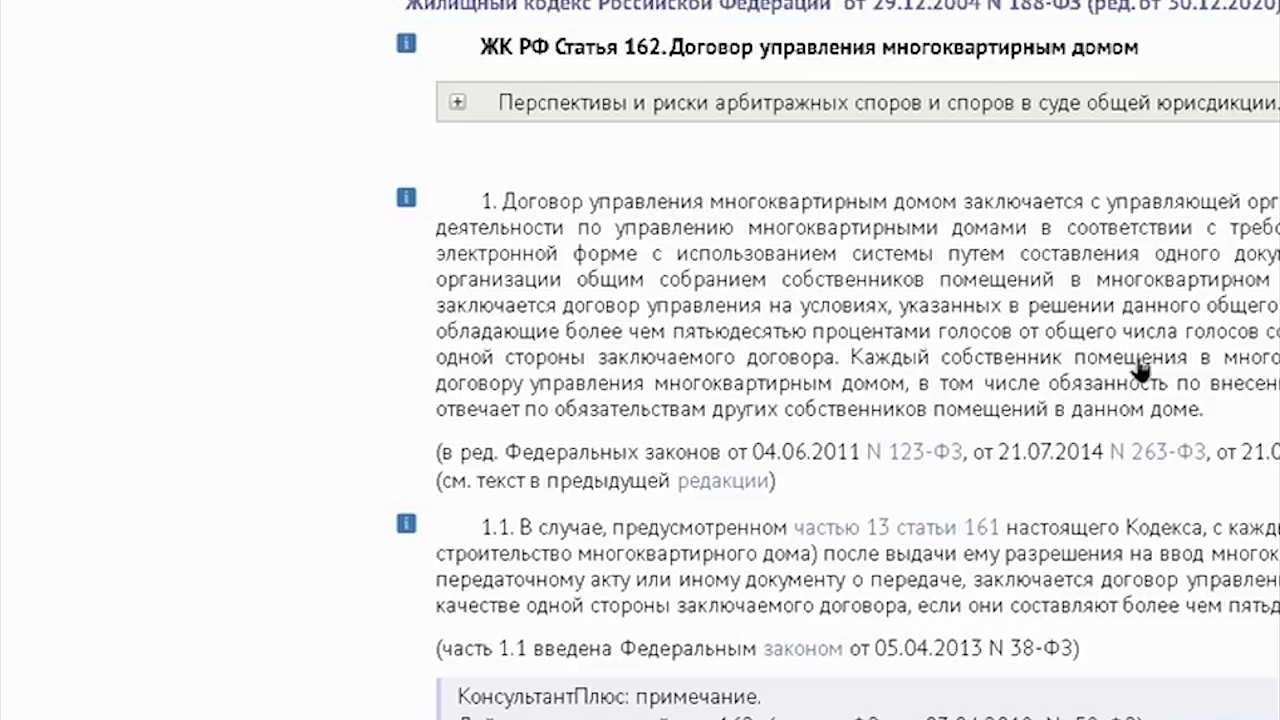 Жилищный кодекс Российской Федерации" от 29.12.2004 N 188-ФЗ (ред. от 30.12.2020)
ЖК РФ Статья 162. Договор управления многоквартирным домом
Перспективы и риски арбитражных споров и споров в суде общей юрисдикции.
1. Договор управления многоквартирным домом заключается с управляющей орг
деятельности по управлению многоквартирными домами в соответствии с требо
электронной форме с использованием системы путем составления одного доку
организации общим собранием собственников помещений в многоквартирном
заключается договор управления на условиях, указанных в решении данного общего
обладающие более чем пятьюдесятью процентами голосов от общего числа голосов со
одной стороны заключаемого договора. Каждый собственник помещения в много
договору управления многоквартирным домом, в том числе обязанность по внесен
отвечает по обязательствам других собственников помещений в данном доме.
(в ред. Федеральных законов от 04.06.2011 N 123-ФЗ, от 21.07.2014 N 263-ФЗ, от 21.0
(см. текст в предыдущей редакции)
1.1. В случае, предусмотренном частью 13 статьи 161 настоящего Кодекса, с кажд
строительство многоквартирного дома) после выдачи ему разрешения на ввод многок
передаточному акту или иному документу о передаче, заключается договор управлен
качестве одной стороны заключаемого договора, если они составляют более чем пятьд
(часть 1.1 введена Федеральным законом от 05.04.2013 N 38-ФЗ)
КонсультантПлюс: примечание.